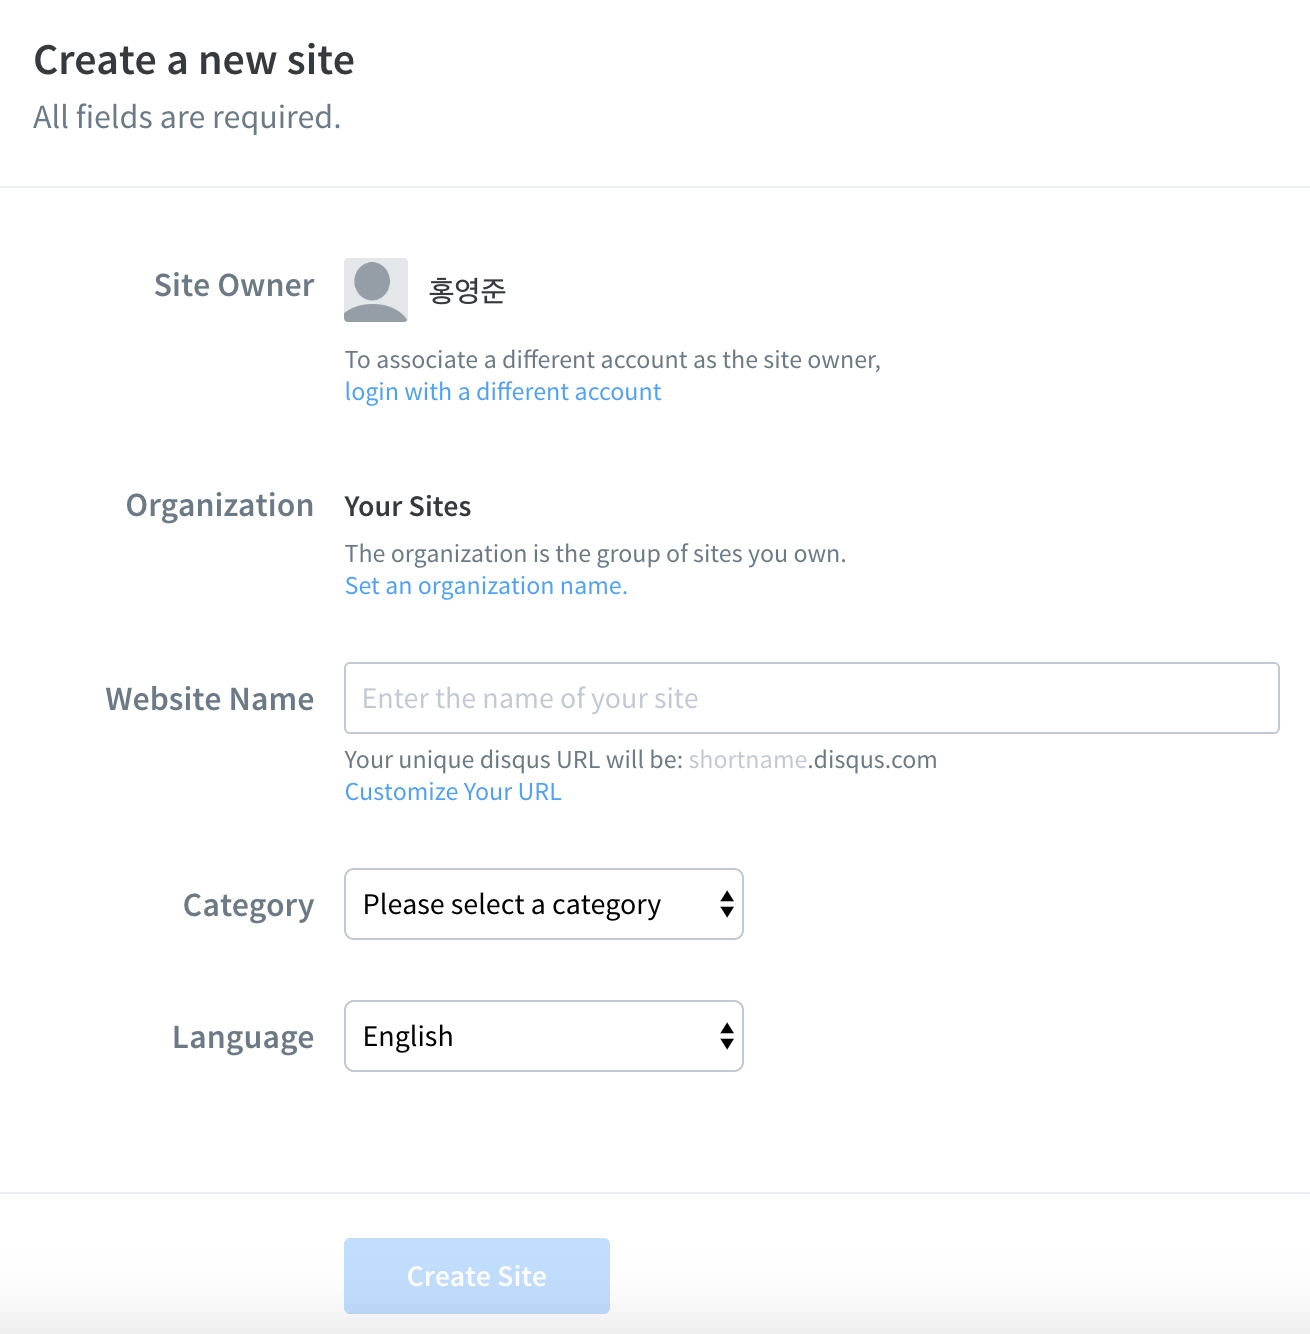 Create a new site
All fields are required.
Site Owner
홍영준
To associate a different account as the site owner,
login with a different account
Organization
Your Sites
The organization is the group of sites you own.
Set an organization name.
Website Name
Enter the name of your site
Your unique disqus URL will be: shortname.disqus.com
Customize Your URL
Category
Please select a category
Language
English
Create Site